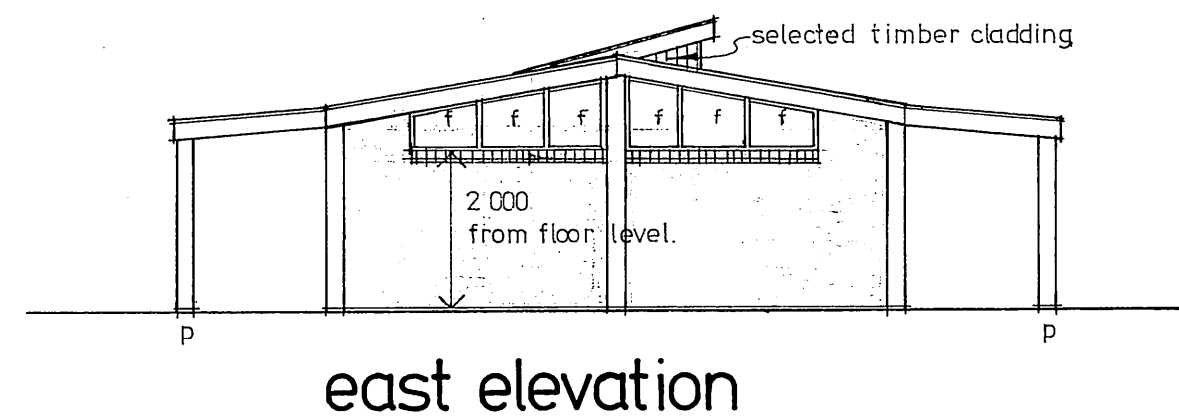 selected timber cladding
f f f f f f
2 000
from floor level.
p p
east elevation